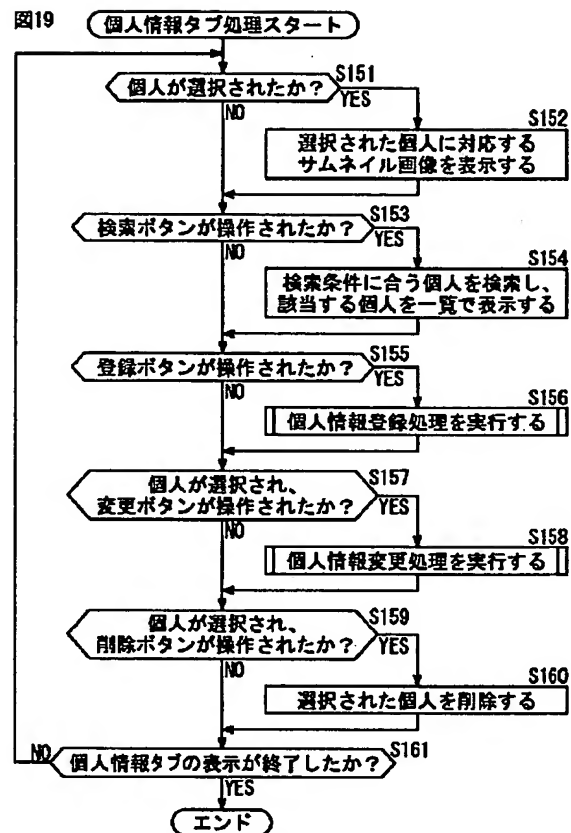 図19
個人情報タブ処理スタート
S151
個人が選択されたか?
YES
NO
S152
選択された個人に対応する
サムネイル画像を表示する
S153
検索ボタンが操作されたか?
YES
NO
S154
検索条件に合う個人を検索し、
該当する個人を一覧で表示する
S155
登録ボタンが操作されたか?
YES
NO
S156
個人情報登録処理を実行する
S157
個人が選択され、
変更ボタンが操作されたか?
YES
NO
S158
個人情報変更処理を実行する
S159
個人が選択され、
削除ボタンが操作されたか?
YES
NO
S160
選択された個人を削除する
S161
NO
個人情報タブの表示が終了したか?
YES
エンド